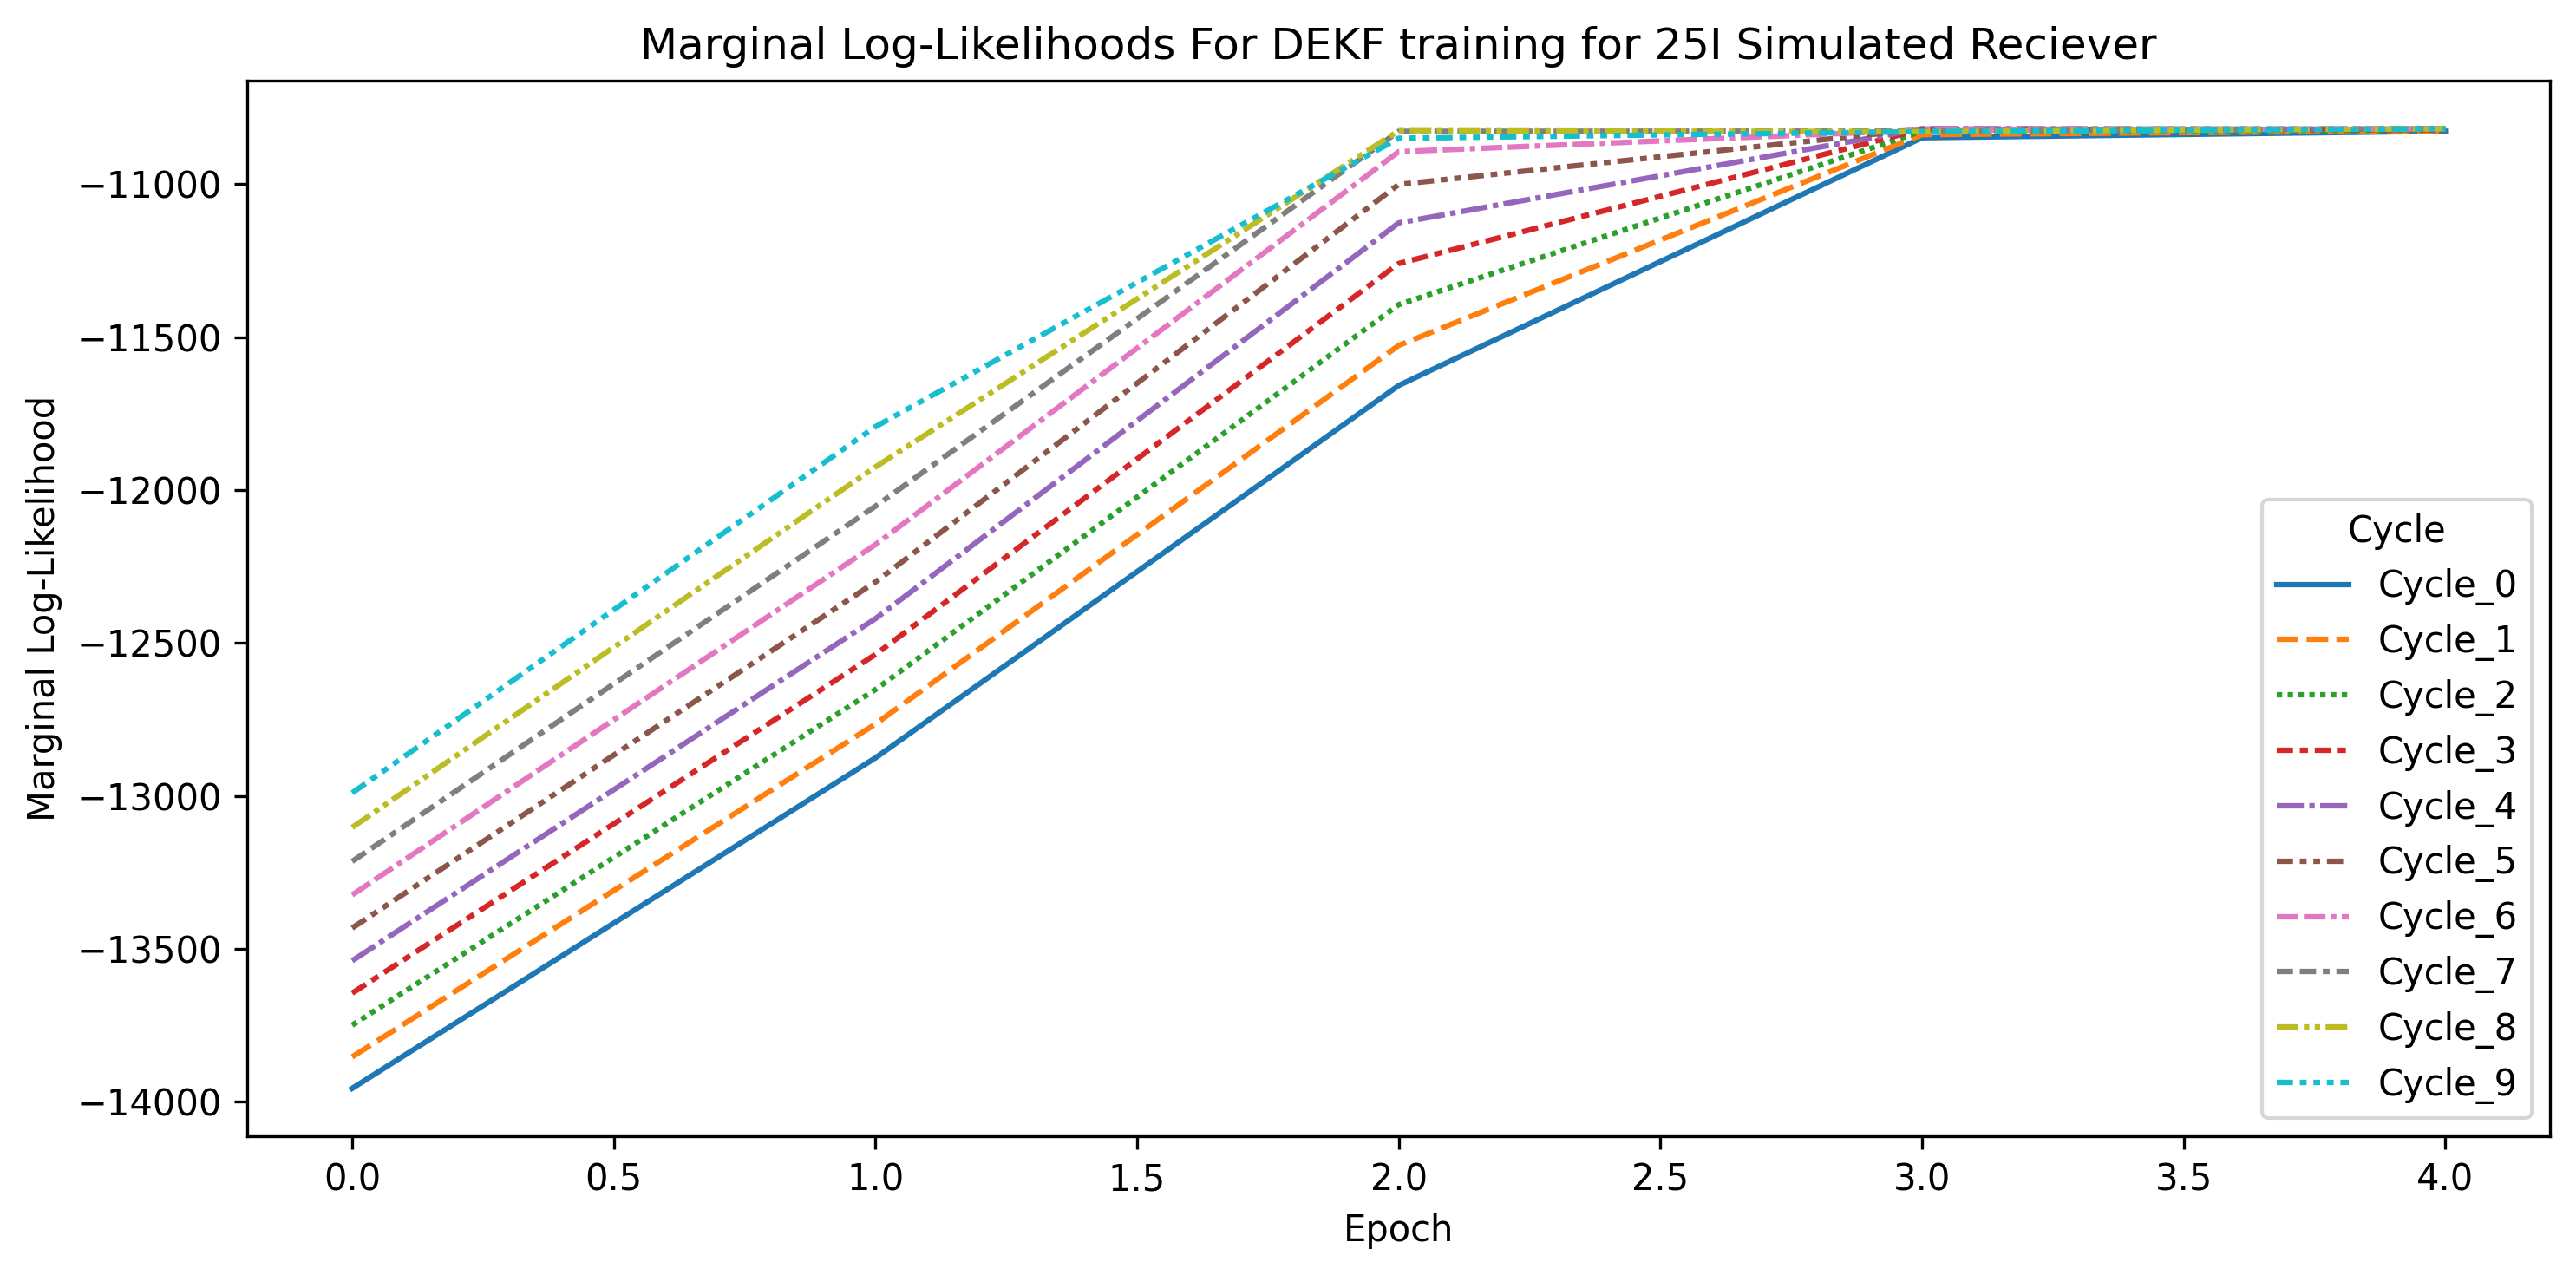 Marginal Log-Likelihoods For DEKF training for 25I Simulated Reciever
Marginal Log-Likelihood
−11000
−11500
−12000
−12500
−13000
−13500
−14000
0.0 0.5 1.0 1.5 2.0 2.5 3.0 3.5 4.0
Epoch
Cycle
Cycle_0
Cycle_1
Cycle_2
Cycle_3
Cycle_4
Cycle_5
Cycle_6
Cycle_7
Cycle_8
Cycle_9